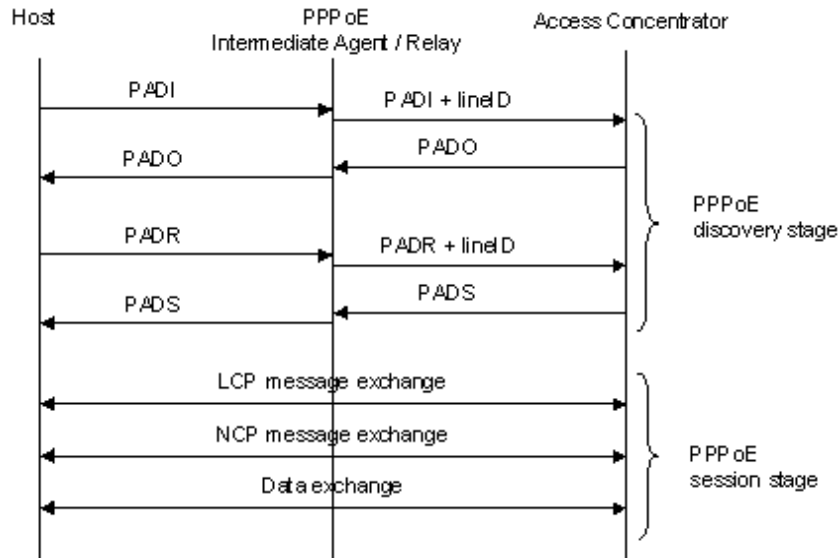 Host
PPPoE
Intermediate Agent / Relay
Access Concentrator
PADI
PADI + lineID
PADO
PADO
PPPoE
discovery stage
PADR
PADR + lineID
PADS
PADS
LCP message exchange
NCP message exchange
PPPoE
session stage
Data exchange